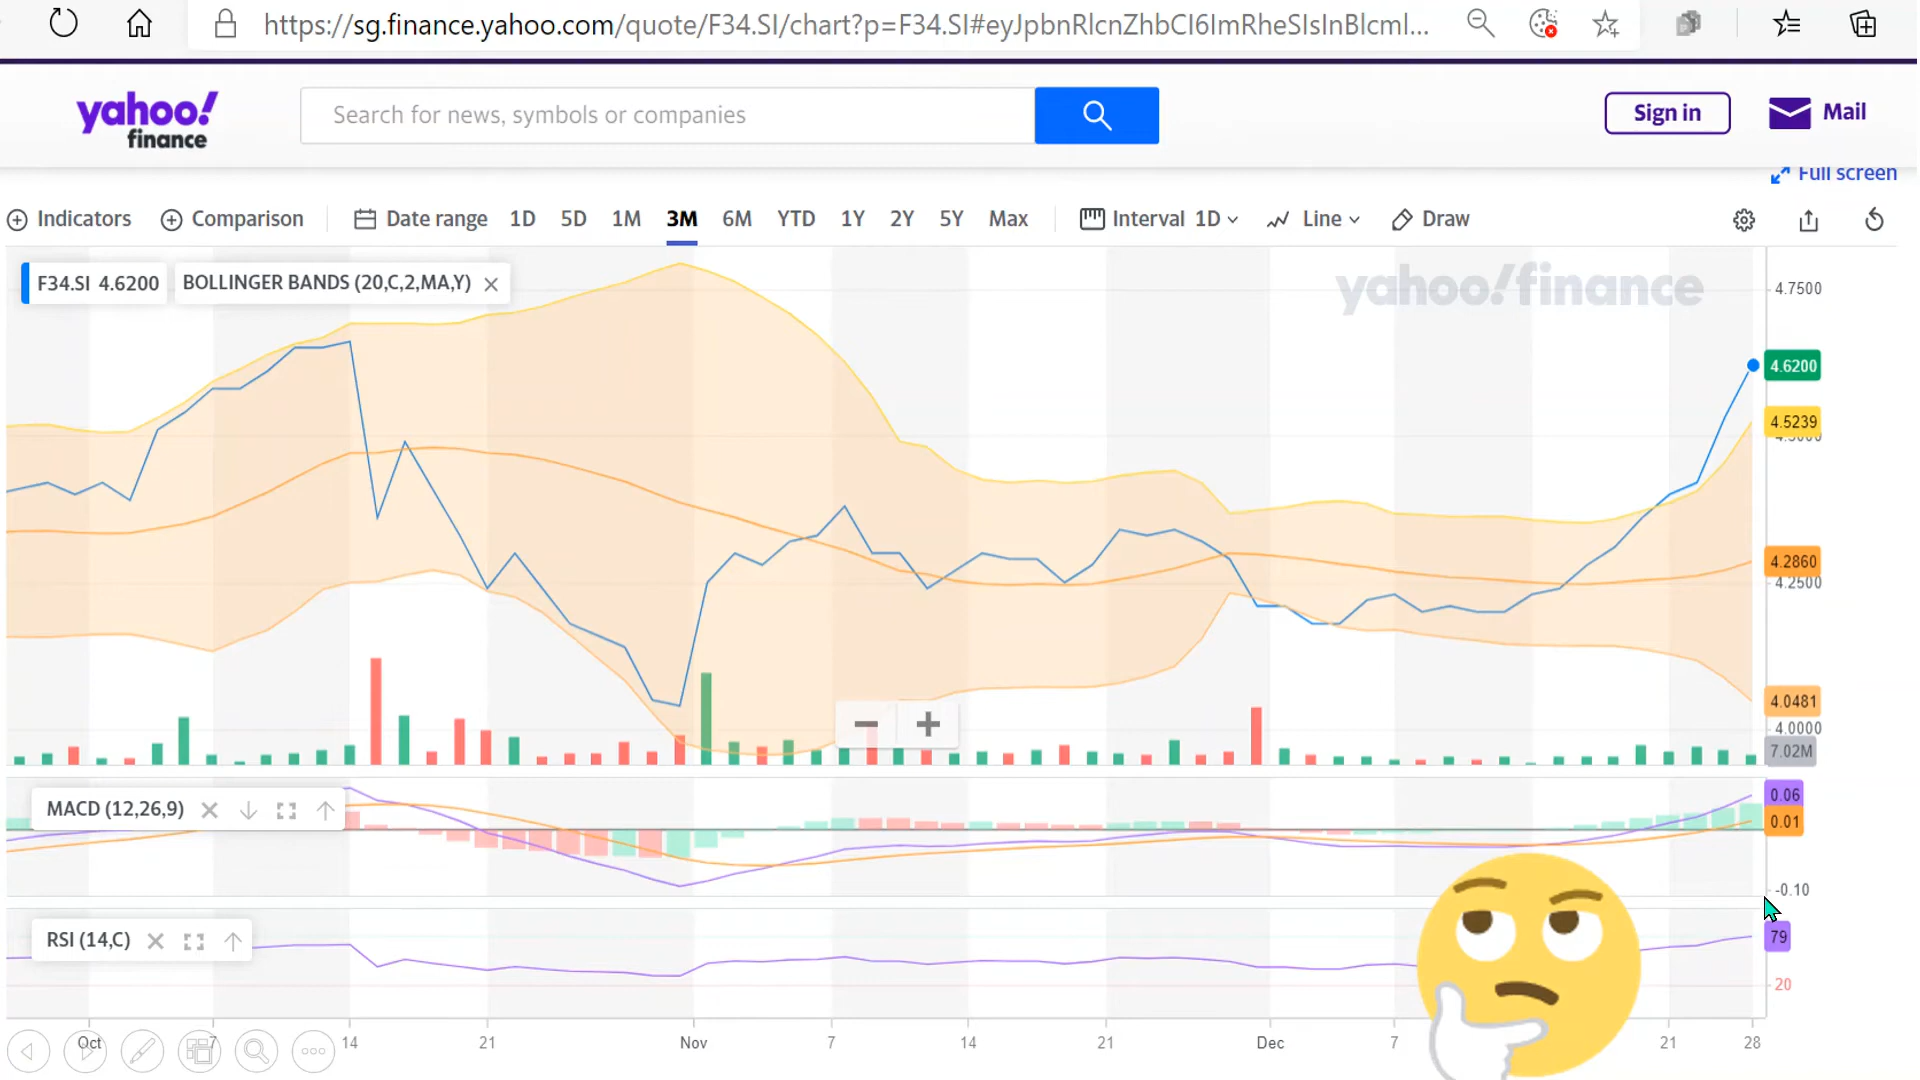 https://sg.finance.yahoo.com/quote/F34.SI/chart?p=F34.SI#eyJpbnRlcnZhbCI6ImRheSIsInBlcml...
yahoo!
finance
Search for news, symbols or companies
Sign in
Mail
Full screen
Indicators Comparison Date range 1D 5D 1M 3M 6M YTD 1Y 2Y 5Y Max Interval 1D Line Draw
F34.SI 4.6200 BOLLINGER BANDS (20,C,2,MA,Y)
yahoo!finance
4.7500
4.6200
4.5239
4.5000
4.2860
4.2500
4.0481
4.0000
7.02M
MACD (12,26,9)
0.06
0.01
-0.10
RSI (14,C)
79
20
Oct 7 14 21 Nov 7 14 21 Dec 7 21 28